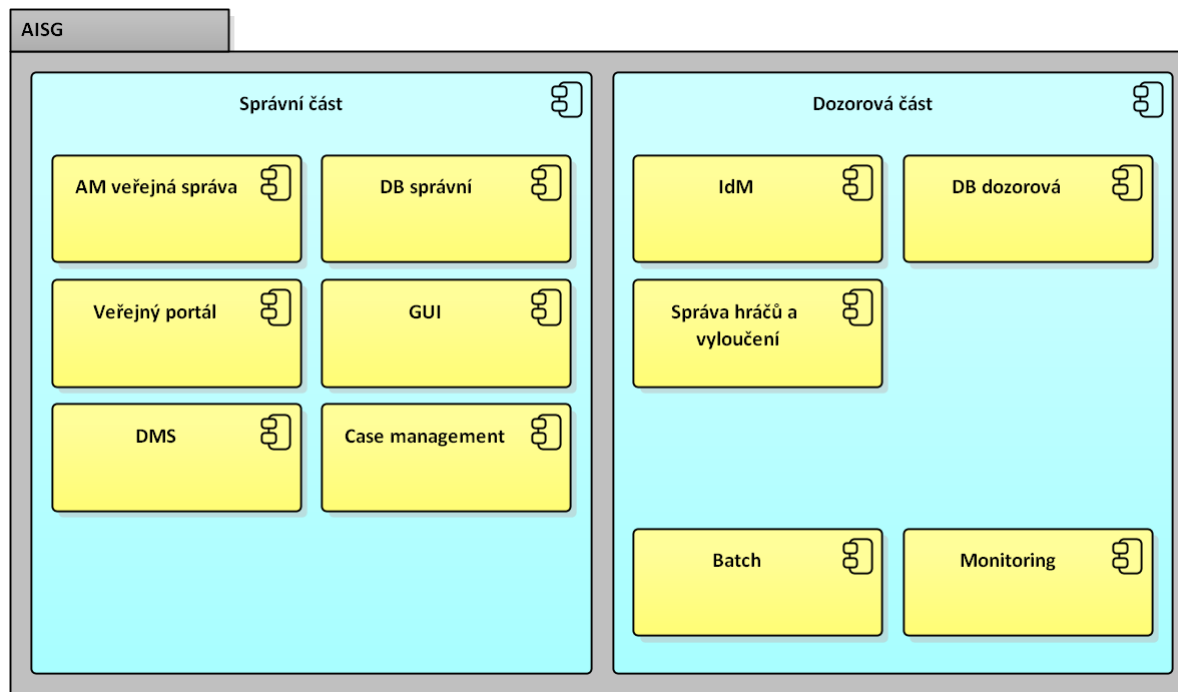 AISG
Správní část
AM veřejná správa
DB správní
Veřejný portál
GUI
DMS
Case management
Dozorová část
IdM
DB dozorová
Správa hráčů a
vyloučení
Batch
Monitoring